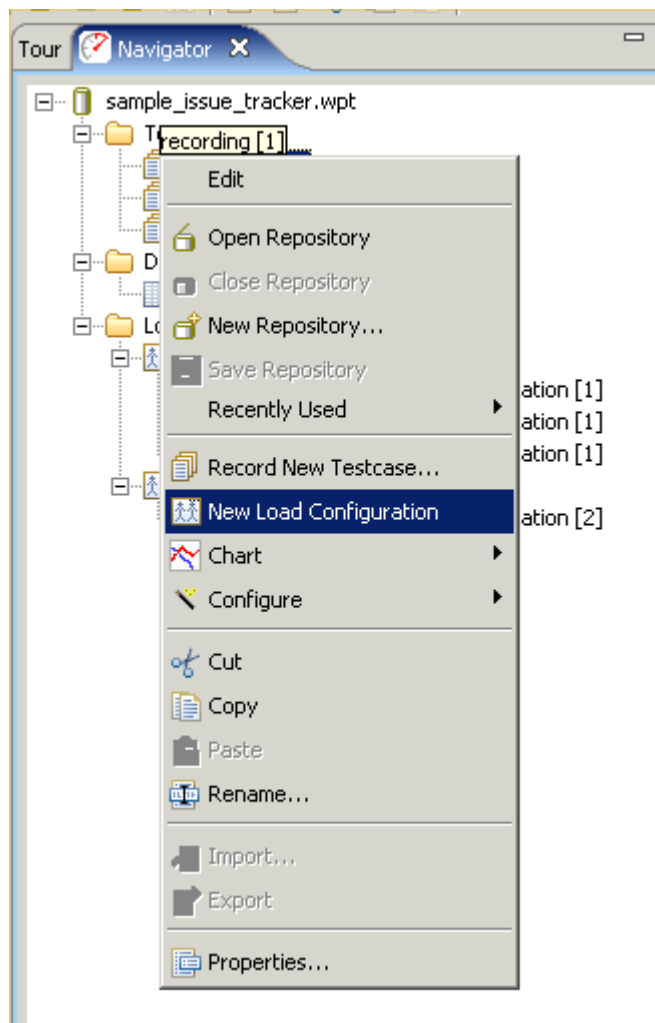 Tour Navigator
sample_issue_tracker.wpt
T
recording [1]
Edit
Open Repository
D
Close Repository
Lo
New Repository...
Save Repository
ation [1]
Recently Used
ation [1]
ation [1]
Record New Testcase...
New Load Configuration
ation [2]
Chart
Configure
Cut
Copy
Paste
Rename...
Import...
Export
Properties...